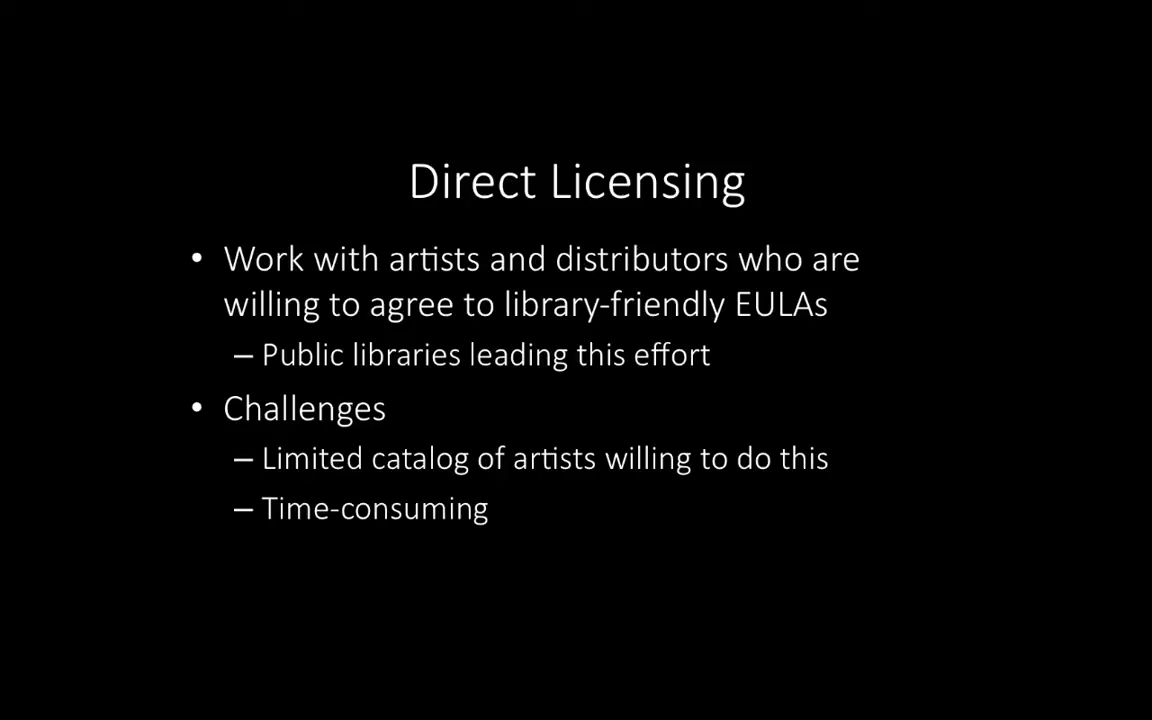 Direct Licensing
• Work with artists and distributors who are
willing to agree to library-friendly EULAs
– Public libraries leading this effort
• Challenges
– Limited catalog of artists willing to do this
– Time-consuming